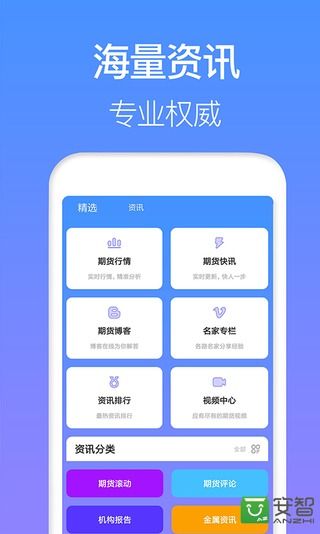 海量资讯
专业权威
精选 资讯
期货行情 期货快讯
实时行情，精准分析 实时更新，快人一步
期货博客 名家专栏
博客在线为你解答 各路名家分享经验
资讯排行 视频中心
最热资讯排行 应有尽有的期货视频
资讯分类 全部
期货滚动 期货评论
机构报告 金属资讯
安智
ANZHI